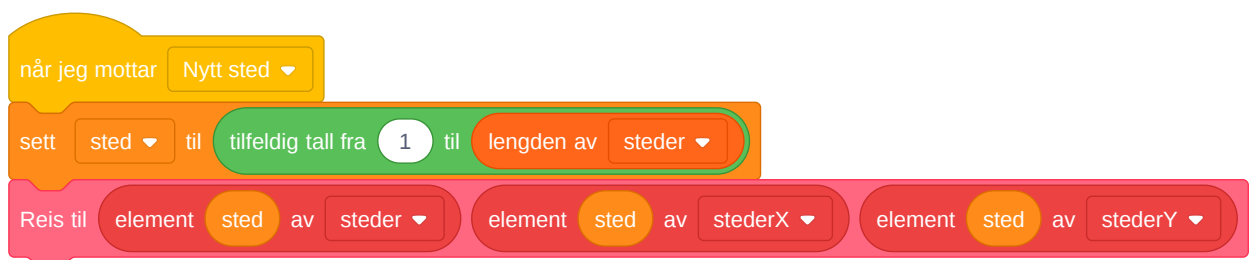 når jeg mottar Nytt sted
sett sted til tilfeldig tall fra 1 til lengden av steder
Reis til element sted av steder element sted av stederX element sted av stederY